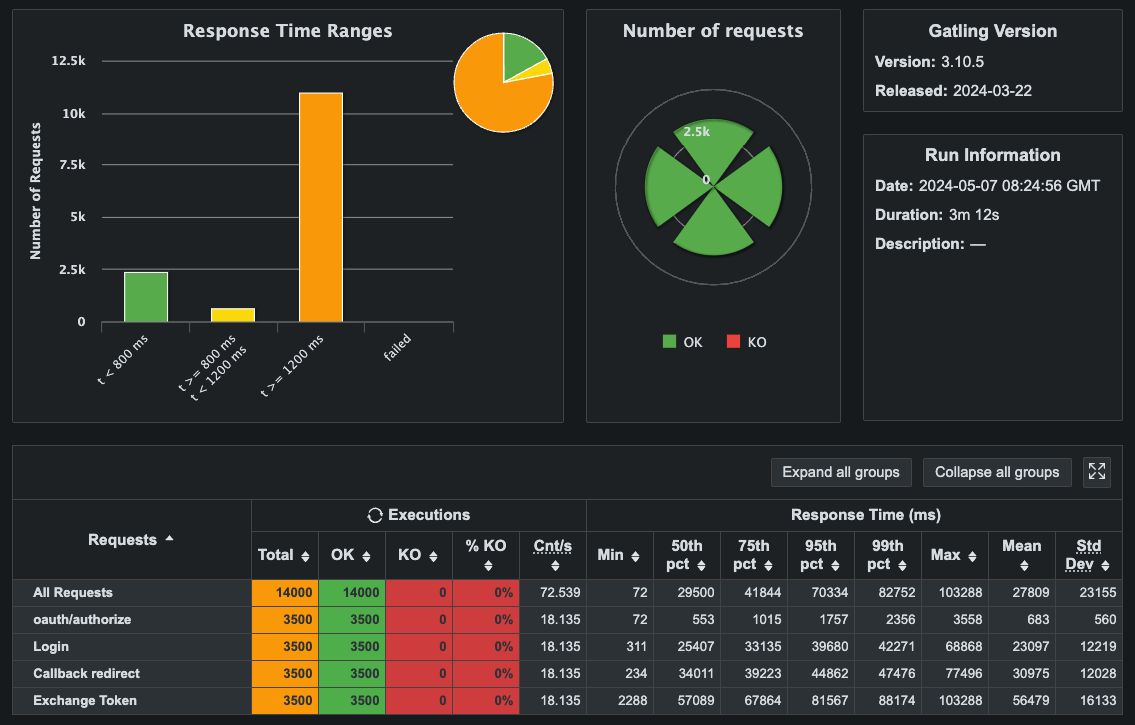 Response Time Ranges
12.5k
10k
7.5k
5k
2.5k
0
Number of Requests
t < 800 ms
t >= 800 ms
t < 1200 ms
t >= 1200 ms
failed
Number of requests
2.5k
0
OK
KO
Gatling Version
Version: 3.10.5
Released: 2024-03-22
Run Information
Date: 2024-05-07 08:24:56 GMT
Duration: 3m 12s
Description: —
Expand all groups
Collapse all groups
Requests
Executions
Response Time (ms)
Total OK KO % KO Cnt/s Min 50th pct 75th pct 95th pct 99th pct Max Mean Std Dev
All Requests 14000 14000 0 0% 72.539 72 29500 41844 70334 82752 103288 27809 23155
oauth/authorize 3500 3500 0 0% 18.135 72 553 1015 1757 2356 3558 683 560
Login 3500 3500 0 0% 18.135 311 25407 33135 39680 42271 68868 23097 12219
Callback redirect 3500 3500 0 0% 18.135 234 34011 39223 44862 47476 77496 30975 12028
Exchange Token 3500 3500 0 0% 18.135 2288 57089 67864 81567 88174 103288 56479 16133